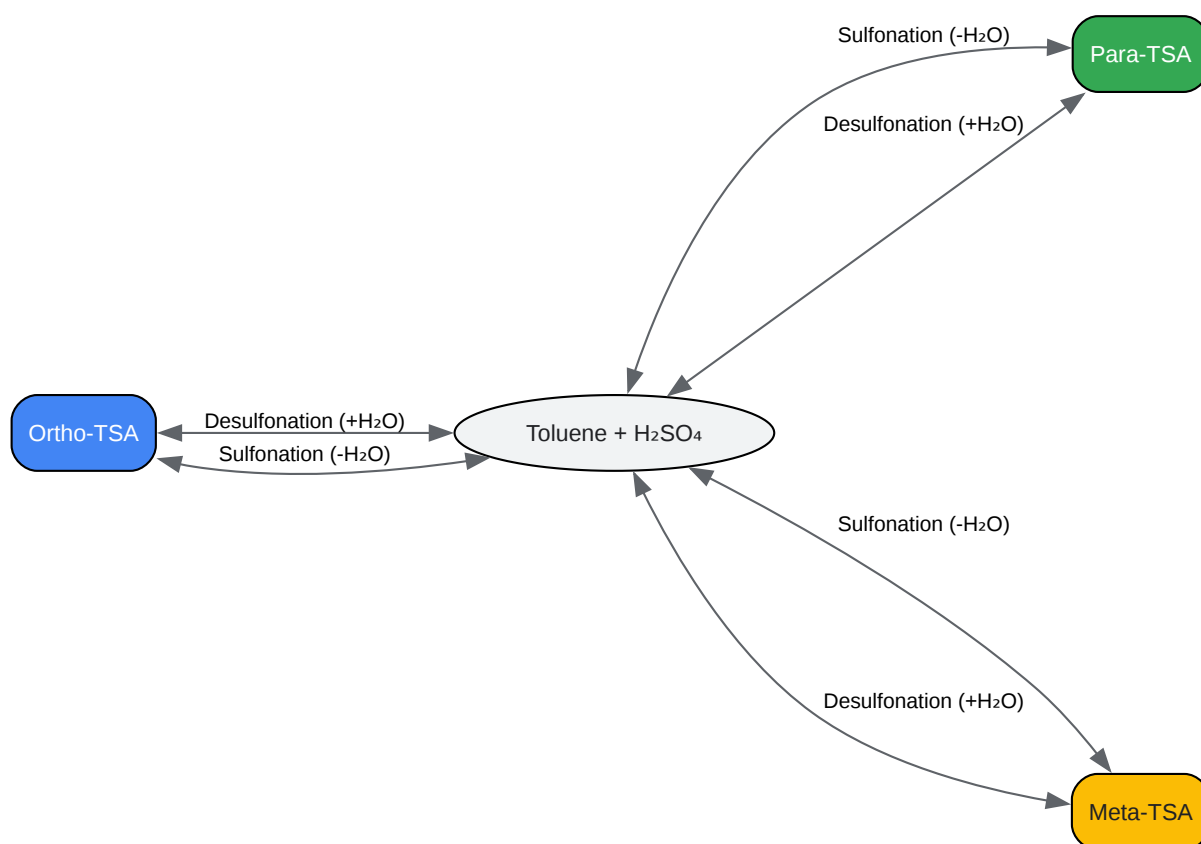 Sulfonation (-H₂O)
Para-TSA
Desulfonation (+H₂O)
Desulfonation (+H₂O)
Ortho-TSA
Toluene + H₂SO₄
Sulfonation (-H₂O)
Sulfonation (-H₂O)
Desulfonation (+H₂O)
Meta-TSA